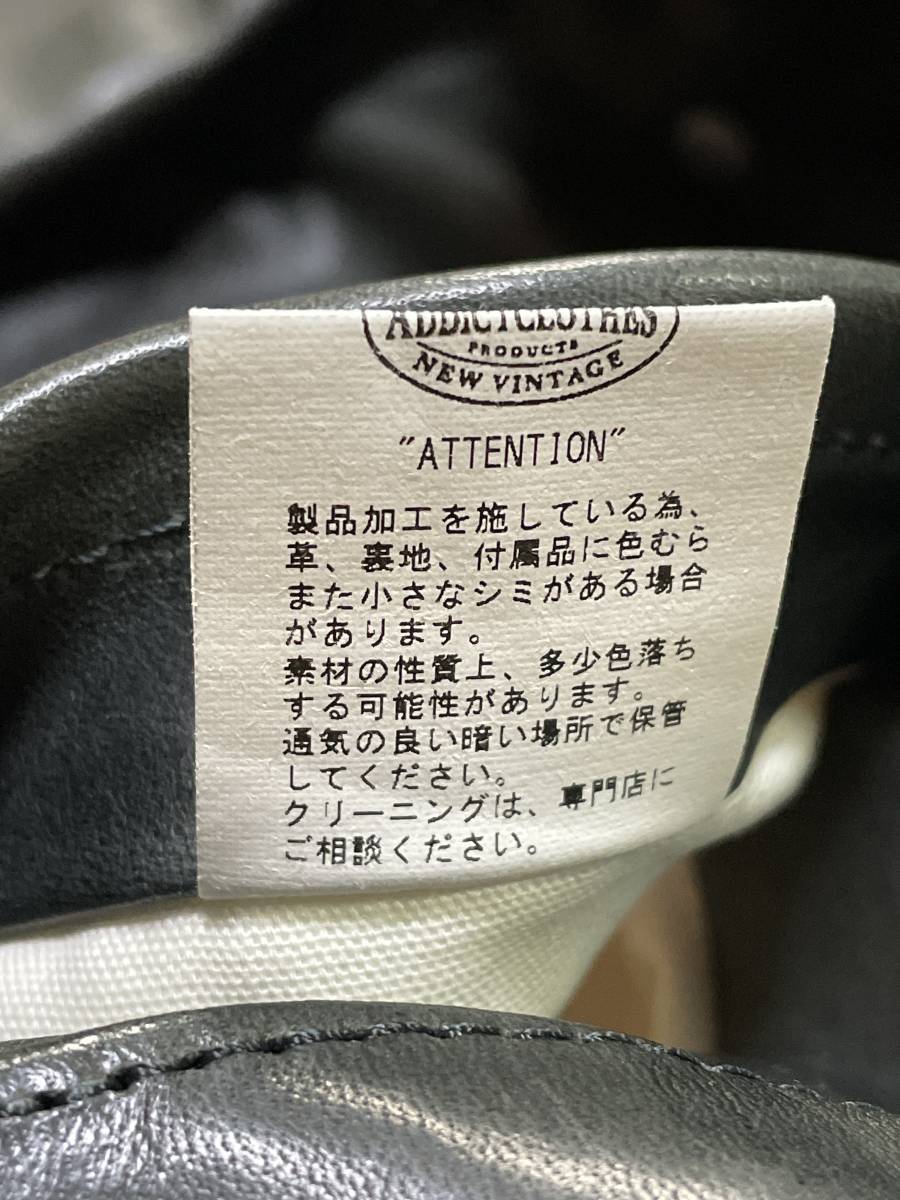 ADDICTCLOTHES
PRODUCTS
NEW VINTAGE
"ATTENTION"
製品加工を施している為、
革、裏地、付属品に色むら
また小さなシミがある場合
があります。
素材の性質上、多少色落ち
する可能性があります。
通気の良い暗い場所で保管
してください。
クリーニングは、専門店に
ご相談ください。